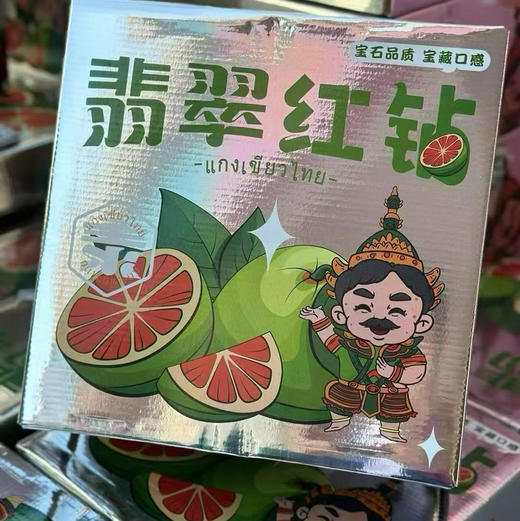 宝石品质 宝藏口感
翡翠红钻
-แกงเขียวไทย-